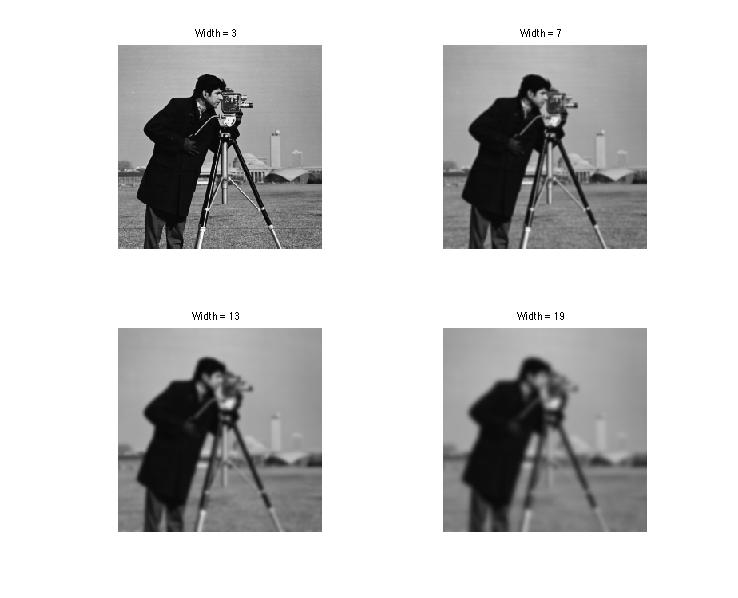 Width = 3
Width = 7
Width = 13
Width = 19